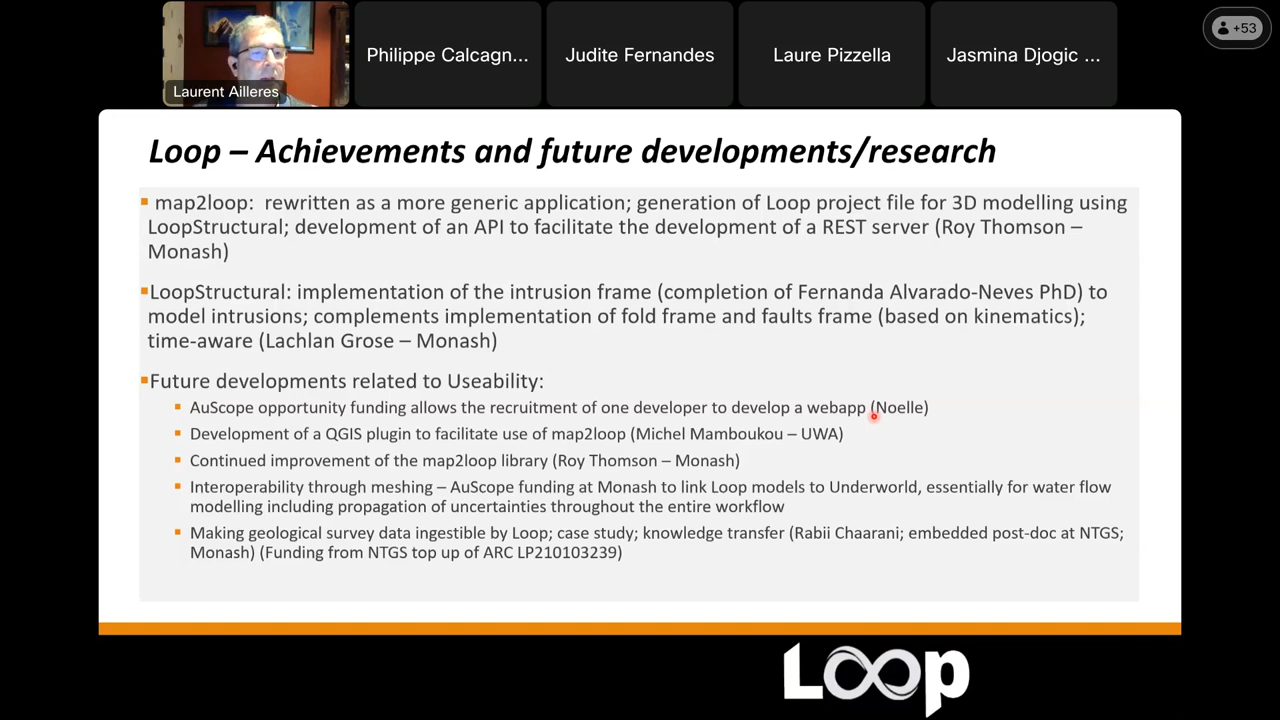 Philippe Calcagn...
Judite Fernandes
Laure Pizzella
Jasmina Djogic ...
+53
Laurent Ailleres
Loop – Achievements and future developments/research
map2loop: rewritten as a more generic application; generation of Loop project file for 3D modelling using
LoopStructural; development of an API to facilitate the development of a REST server (Roy Thomson –
Monash)
LoopStructural: implementation of the intrusion frame (completion of Fernanda Alvarado-Neves PhD) to
model intrusions; complements implementation of fold frame and faults frame (based on kinematics);
time-aware (Lachlan Grose – Monash)
Future developments related to Useability:
AuScope opportunity funding allows the recruitment of one developer to develop a webapp (Noelle)
Development of a QGIS plugin to facilitate use of map2loop (Michel Mamboukou – UWA)
Continued improvement of the map2loop library (Roy Thomson – Monash)
Interoperability through meshing – AuScope funding at Monash to link Loop models to Underworld, essentially for water flow
modelling including propagation of uncertainties throughout the entire workflow
Making geological survey data ingestible by Loop; case study; knowledge transfer (Rabii Chaarani; embedded post-doc at NTGS;
Monash) (Funding from NTGS top up of ARC LP210103239)
Loop